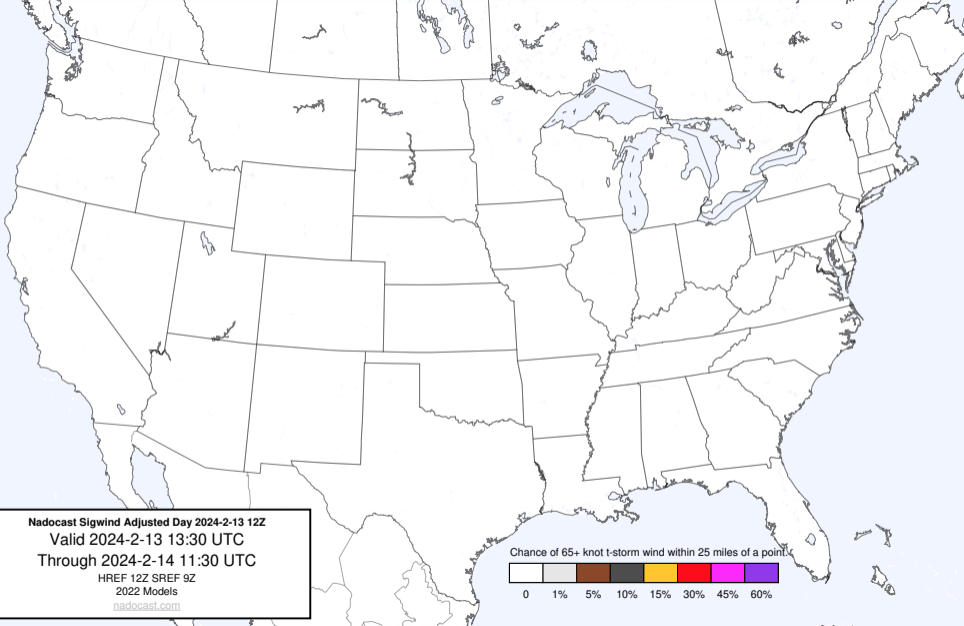 Nadocast Sigwind Adjusted Day 2024-2-13 12Z
Valid 2024-2-13 13:30 UTC
Through 2024-2-14 11:30 UTC
HREF 12Z SREF 9Z
2022 Models
nadocast.com
Chance of 65+ knot t-storm wind within 25 miles of a point.
0 1% 5% 10% 15% 30% 45% 60%